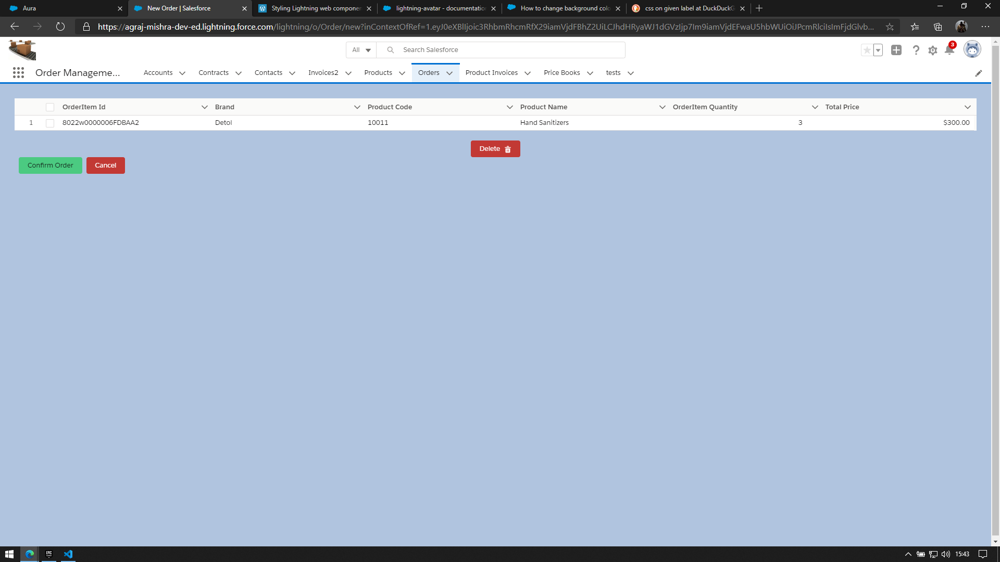 Aura
New Order | Salesforce
Styling Lightning web componen
lightning-avatar - documentation
How to change background colo
css on given label at DuckDuckG
https://agraj-mishra-dev-ed.lightning.force.com/lightning/o/Order/new?inContextOfRef=1.eyJ0eXBlIjoic3RhbmRhcmRfX29iamVjdFBhZ2UiLCJhdHRyaWJ1dGVzIjp7Im9iamVjdEFwaU5hbWUiOiJPcmRlciIsImFjdGlvb...
All
Search Salesforce
3
Order Manageme...
Accounts
Contracts
Contacts
Invoices2
Products
Orders
Product Invoices
Price Books
tests
OrderItem Id Brand Product Code Product Name OrderItem Quantity Total Price
1 8022w0000006FDBAA2 Detol 10011 Hand Sanitizers 3 $300.00
Delete
Confirm Order Cancel
EPIC
15:43